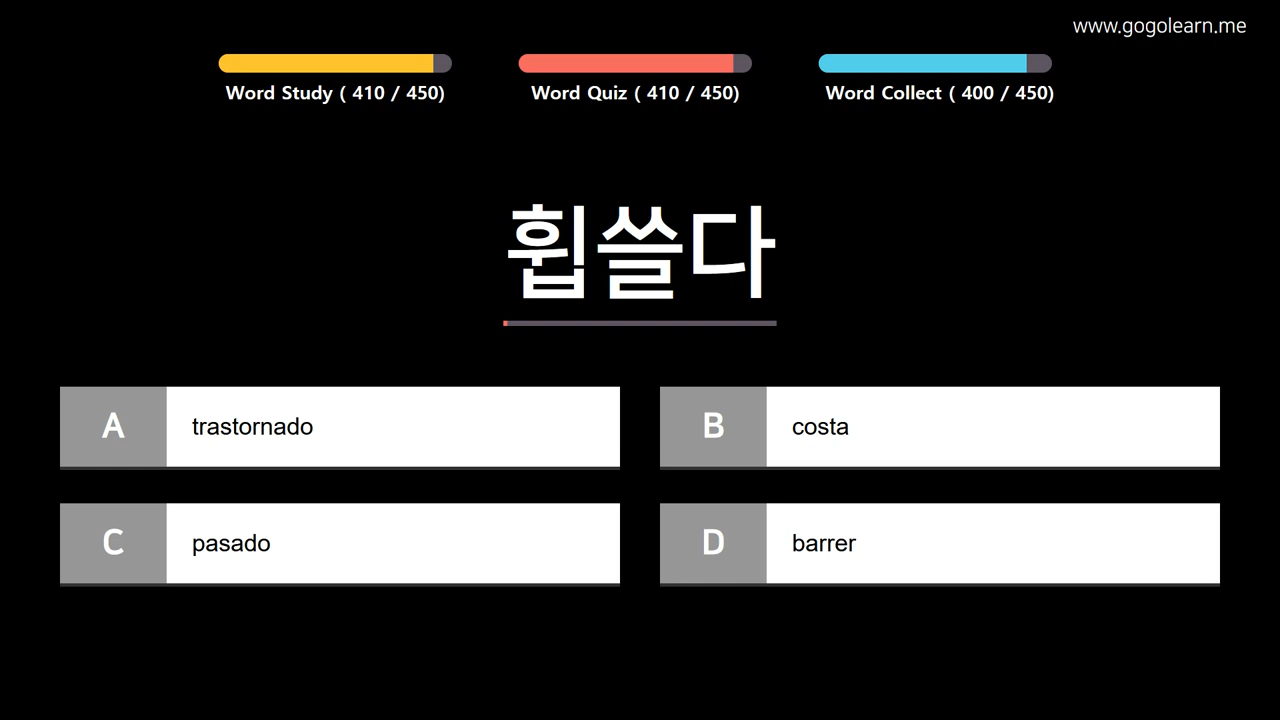 www.gogolearn.me
Word Study ( 410 / 450)
Word Quiz ( 410 / 450)
Word Collect ( 400 / 450)
휩쓸다
A trastornado
B costa
C pasado
D barrer